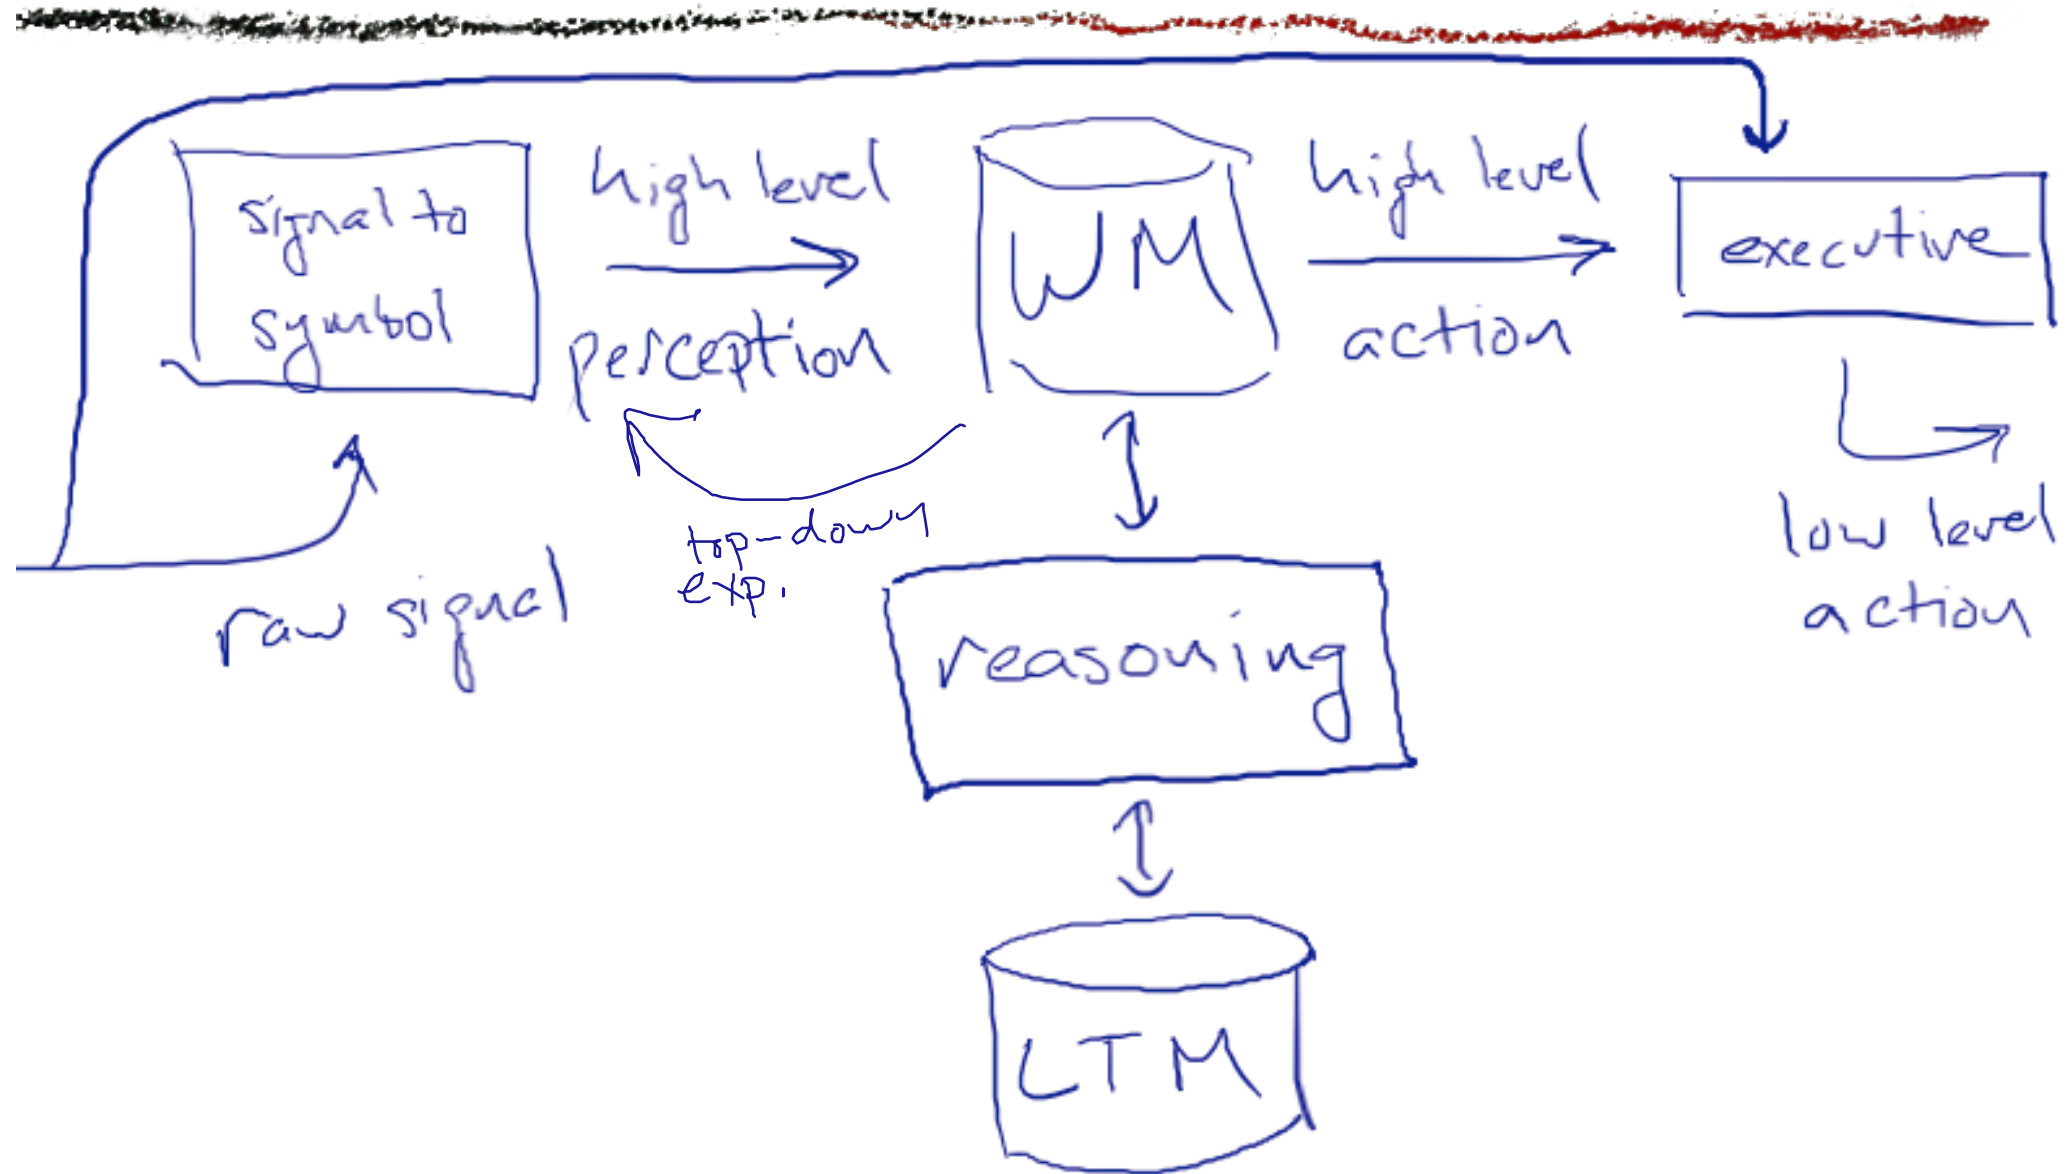 signal to
symbol
high level
perception
WM
high level
action
executive
raw signal
top-down
exp.
low level
action
reasoning
LTM